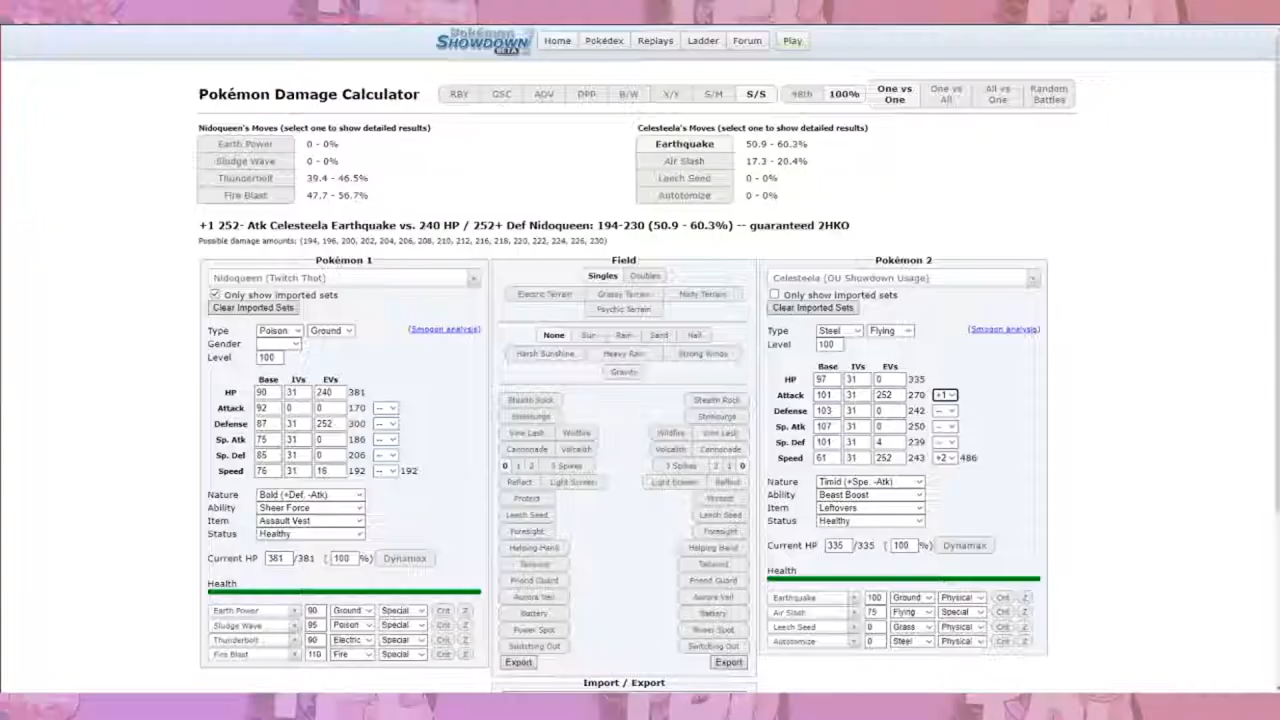 Pokémon
SHOWDOWN
BETA
Home Pokédex Replays Ladder Forum Play
Pokémon Damage Calculator
RBY GSC ADV DPP B/W X/Y S/M S/S 48th 100% One vs One One vs All All vs One Random Battles
Nidoqueen's Moves (select one to show detailed results) Celesteela's Moves (select one to show detailed results)
Earth Power 0 - 0% Earthquake 50.9 - 60.3%
Sludge Wave 0 - 0% Air Slash 17.3 - 20.4%
Thunderbolt 39.4 - 46.5% Leech Seed 0 - 0%
Fire Blast 47.7 - 56.7% Autotomize 0 - 0%
+1 252- Atk Celesteela Earthquake vs. 240 HP / 252+ Def Nidoqueen: 194-230 (50.9 - 60.3%) -- guaranteed 2HKO
Possible damage amounts: (194, 196, 200, 202, 204, 206, 208, 210, 212, 216, 218, 220, 222, 224, 226, 230)
Pokémon 1
Nidoqueen (Twitch Thot)
Only show imported sets
Clear Imported Sets
Type Poison Ground (Smogon analysis)
Gender
Level 100
Base IVs EVs
HP 90 31 240 381
Attack 92 0 0 170 --
Defense 87 31 252 300 --
Sp. Atk 75 31 0 186 --
Sp. Def 85 31 0 206 --
Speed 76 31 16 192 -- 192
Nature Bold (+Def, -Atk)
Ability Sheer Force
Item Assault Vest
Status Healthy
Current HP 381 /381 ( 100 %) Dynamax
Health
Earth Power 90 Ground Special Crit Z
Sludge Wave 95 Poison Special Crit Z
Thunderbolt 90 Electric Special Crit Z
Fire Blast 110 Fire Special Crit Z
Field
Singles Doubles
Electric Terrain Grassy Terrain Misty Terrain
Psychic Terrain
None Sun Rain Sand Hail
Harsh Sunshine Heavy Rain Strong Winds
Gravity
Stealth Rock Stealth Rock
Steelsurge Steelsurge
Vine Lash Wildfire Wildfire Vine Lash
Cannonade Volcalith Volcalith Cannonade
0 1 2 3 Spikes 3 Spikes 2 1 0
Reflect Light Screen Light Screen Reflect
Protect Protect
Leech Seed Leech Seed
Foresight Foresight
Helping Hand Helping Hand
Tailwind Tailwind
Friend Guard Friend Guard
Aurora Veil Aurora Veil
Battery Battery
Power Spot Power Spot
Switching Out Switching Out
Export Export
Import / Export
Pokémon 2
Celesteela (OU Showdown Usage)
Only show imported sets
Clear Imported Sets
Type Steel Flying (Smogon analysis)
Level 100
Base IVs EVs
HP 97 31 0 335
Attack 101 31 252 270 +1
Defense 103 31 0 242 --
Sp. Atk 107 31 0 250 --
Sp. Def 101 31 4 239 --
Speed 61 31 252 243 +2 486
Nature Timid (+Spe, -Atk)
Ability Beast Boost
Item Leftovers
Status Healthy
Current HP 335 /335 ( 100 %) Dynamax
Health
Earthquake 100 Ground Physical Crit Z
Air Slash 75 Flying Special Crit Z
Leech Seed 0 Grass Physical Crit Z
Autotomize 0 Steel Physical Crit Z